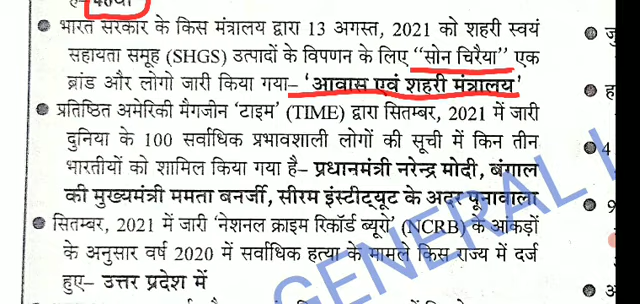 है-
भारत सरकार के किस मंत्रालय द्वारा 13 अगस्त, 2021 को शहरी स्वयं
सहायता समूह (SHGS) उत्पादों के विपणन के लिए "सोन चिरैया" एक
ब्रांड और लोगो जारी किया गया– 'आवास एवं शहरी मंत्रालय'
प्रतिष्ठित अमेरिकी मैगजीन 'टाइम' (TIME) द्वारा सितम्बर, 2021 में जारी
दुनिया के 100 सर्वाधिक प्रभावशाली लोगों की सूची में किन तीन
भारतीयों को शामिल किया गया है– प्रधानमंत्री नरेन्द्र मोदी, बंगाल
की मुख्यमंत्री ममता बनर्जी, सीरम इंस्टीट्यूट के अदर पूनावाला
सितम्बर, 2021 में जारी 'नेशनल क्राइम रिकॉर्ड ब्यूरो' (NCRB) के आंकड़ों
के अनुसार वर्ष 2020 में सर्वाधिक हत्या के मामले किस राज्य में दर्ज
हुए– उत्तर प्रदेश में
GENERAL